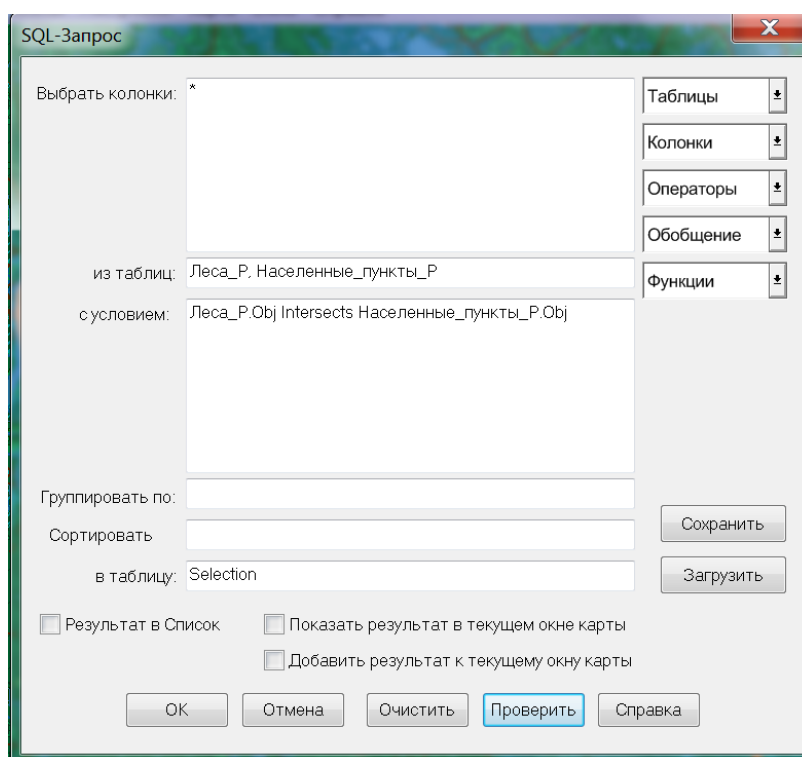 SQL-Запрос
Выбрать колонки: *
Таблицы
Колонки
Операторы
Обобщение
из таблиц: Леса_Р, Населенные_пункты_Р
Функции
с условием: Леса_Р.Obj Intersects Населенные_пункты_Р.Obj
Группировать по:
Сохранить
Сортировать
в таблицу: Selection
Загрузить
Результат в Список
Показать результат в текущем окне карты
Добавить результат к текущему окну карты
ОК Отмена Очистить Проверить Справка